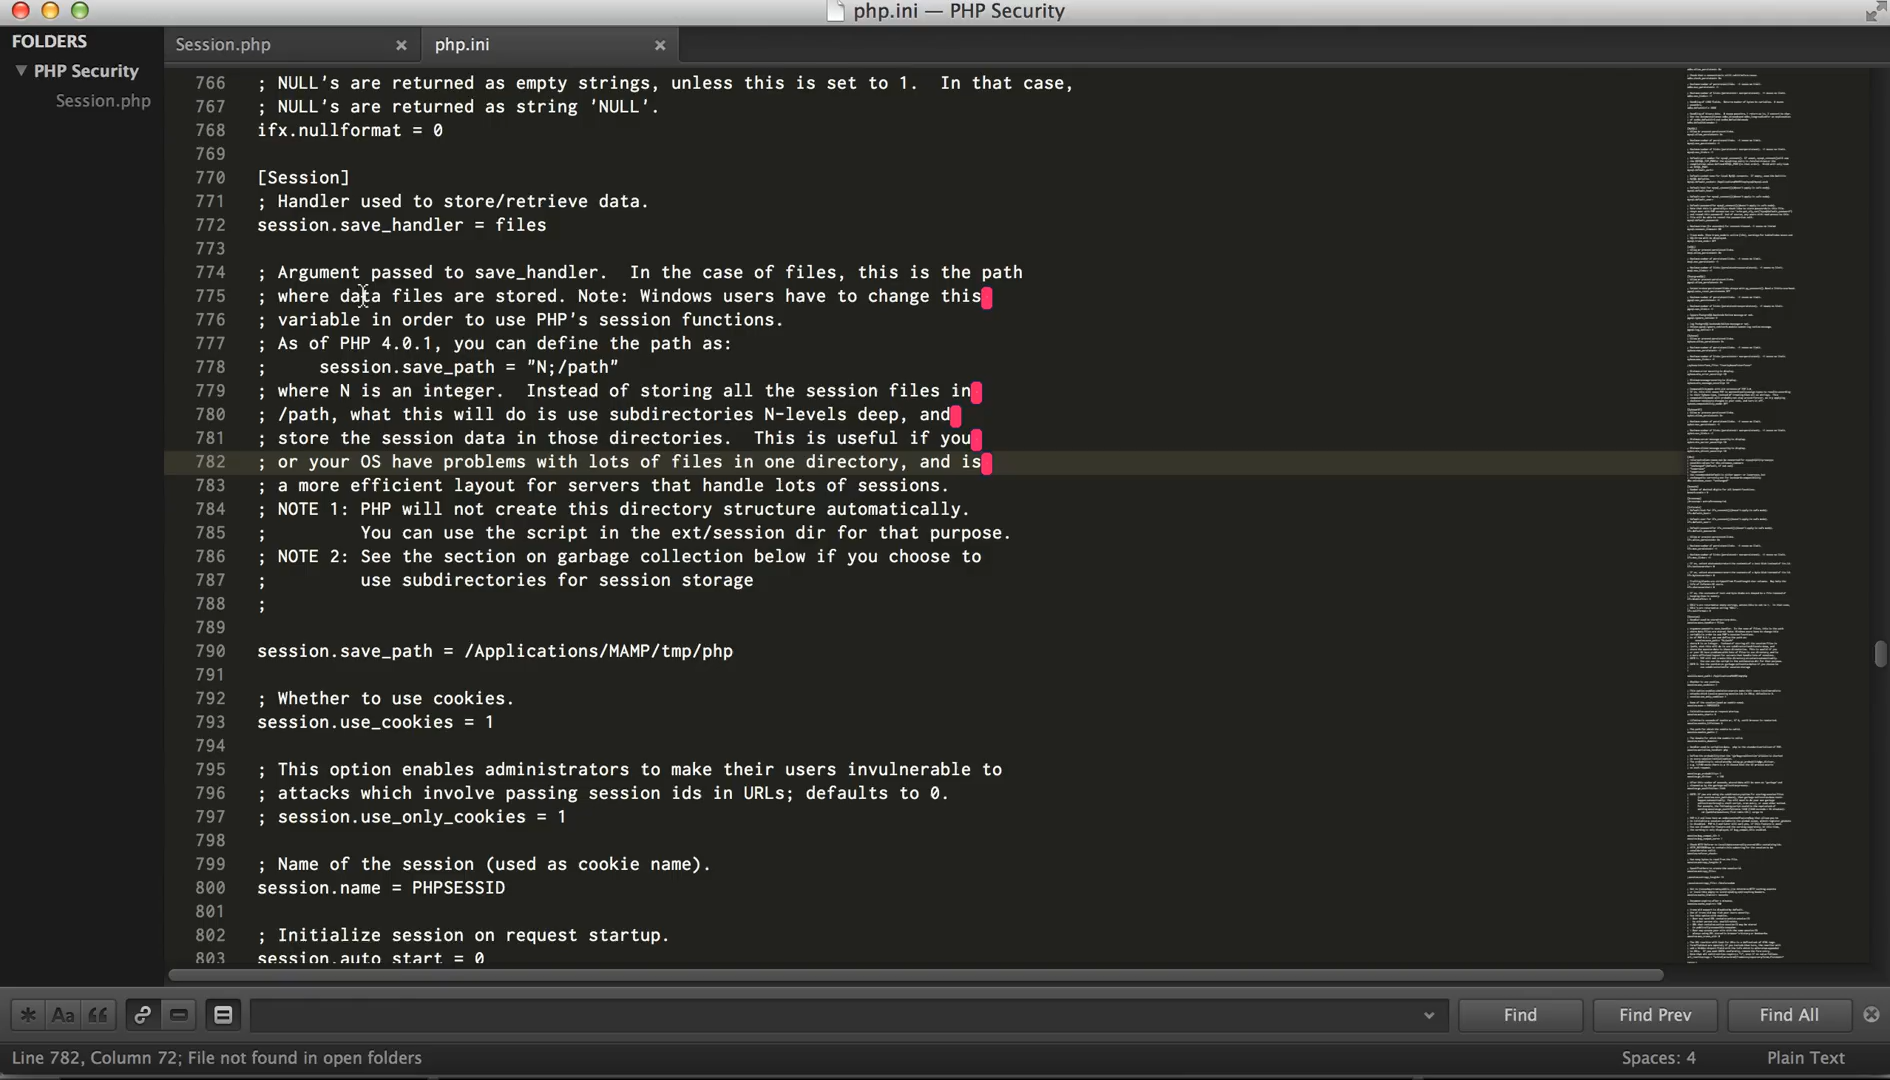 php.ini — PHP Security
FOLDERS
PHP Security
Session.php
Session.php
php.ini
766 ; NULL's are returned as empty strings, unless this is set to 1.  In that case,
767 ; NULL's are returned as string 'NULL'.
768 ifx.nullformat = 0
769
770 [Session]
771 ; Handler used to store/retrieve data.
772 session.save_handler = files
773
774 ; Argument passed to save_handler.  In the case of files, this is the path
775 ; where data files are stored. Note: Windows users have to change this
776 ; variable in order to use PHP's session functions.
777 ; As of PHP 4.0.1, you can define the path as:
778 ;     session.save_path = "N;/path"
779 ; where N is an integer.  Instead of storing all the session files in
780 ; /path, what this will do is use subdirectories N-levels deep, and
781 ; store the session data in those directories.  This is useful if you
782 ; or your OS have problems with lots of files in one directory, and is
783 ; a more efficient layout for servers that handle lots of sessions.
784 ; NOTE 1: PHP will not create this directory structure automatically.
785 ;         You can use the script in the ext/session dir for that purpose.
786 ; NOTE 2: See the section on garbage collection below if you choose to
787 ;         use subdirectories for session storage
788 ;
789
790 session.save_path = /Applications/MAMP/tmp/php
791
792 ; Whether to use cookies.
793 session.use_cookies = 1
794
795 ; This option enables administrators to make their users invulnerable to
796 ; attacks which involve passing session ids in URLs; defaults to 0.
797 ; session.use_only_cookies = 1
798
799 ; Name of the session (used as cookie name).
800 session.name = PHPSESSID
801
802 ; Initialize session on request startup.
803 session.auto_start = 0
Aa
Find
Find Prev
Find All
Line 782, Column 72; File not found in open folders
Spaces: 4
Plain Text